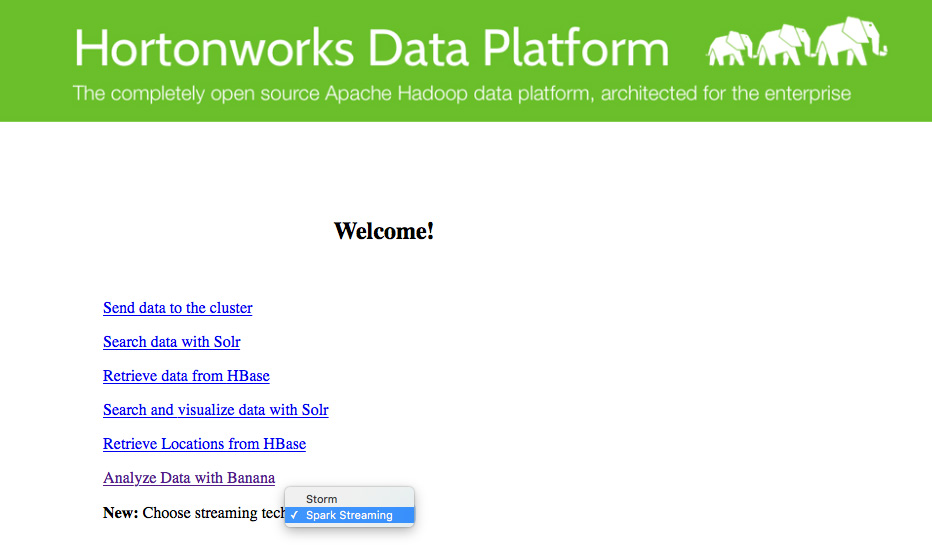 Hortonworks Data Platform
The completely open source Apache Hadoop data platform, architected for the enterprise
Welcome!
Send data to the cluster
Search data with Solr
Retrieve data from HBase
Search and visualize data with Solr
Retrieve Locations from HBase
Analyze Data with Banana
Storm
New: Choose streaming tech
✓ Spark Streaming